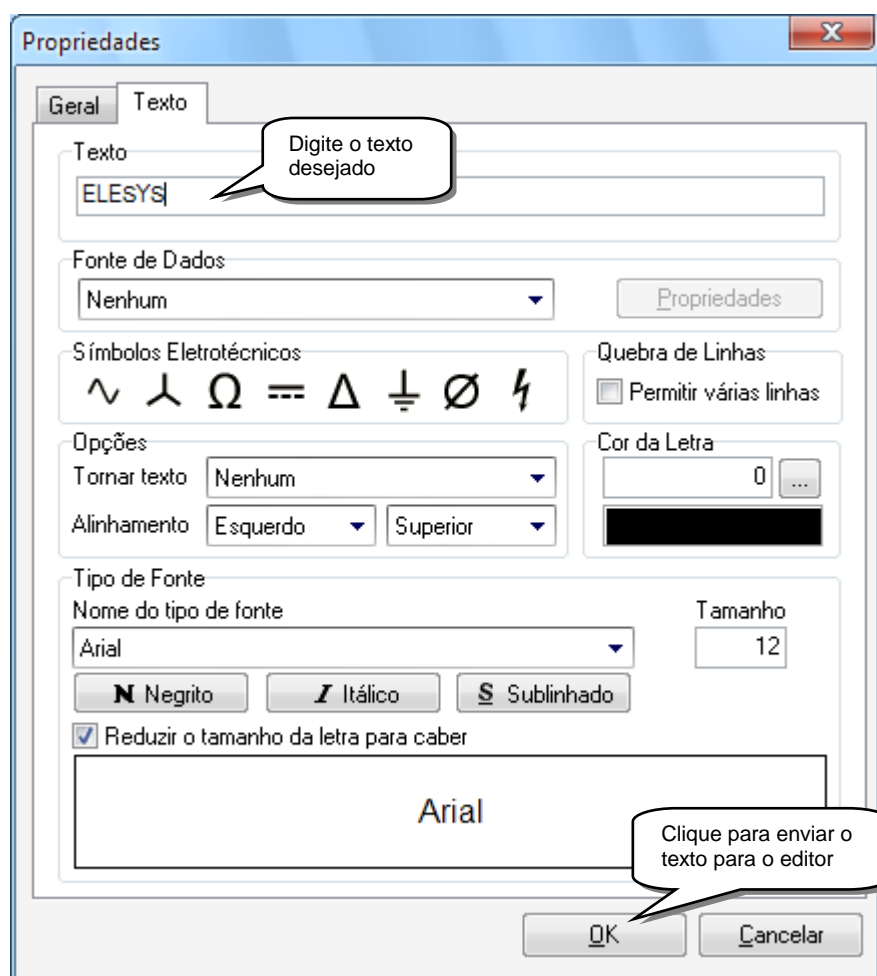 Propriedades
Geral Texto
Digite o texto
desejado
Texto
ELESYS
Fonte de Dados
Nenhum Propriedades
Símbolos Eletrotécnicos Quebra de Linhas
Ω Δ Ø Permitir várias linhas
Opções Cor da Letra
Tornar texto Nenhum 0 ...
Alinhamento Esquerdo Superior
Tipo de Fonte
Nome do tipo de fonte Tamanho
Arial 12
N Negrito I Itálico S Sublinhado
Reduzir o tamanho da letra para caber
Arial
Clique para enviar o
texto para o editor
OK Cancelar